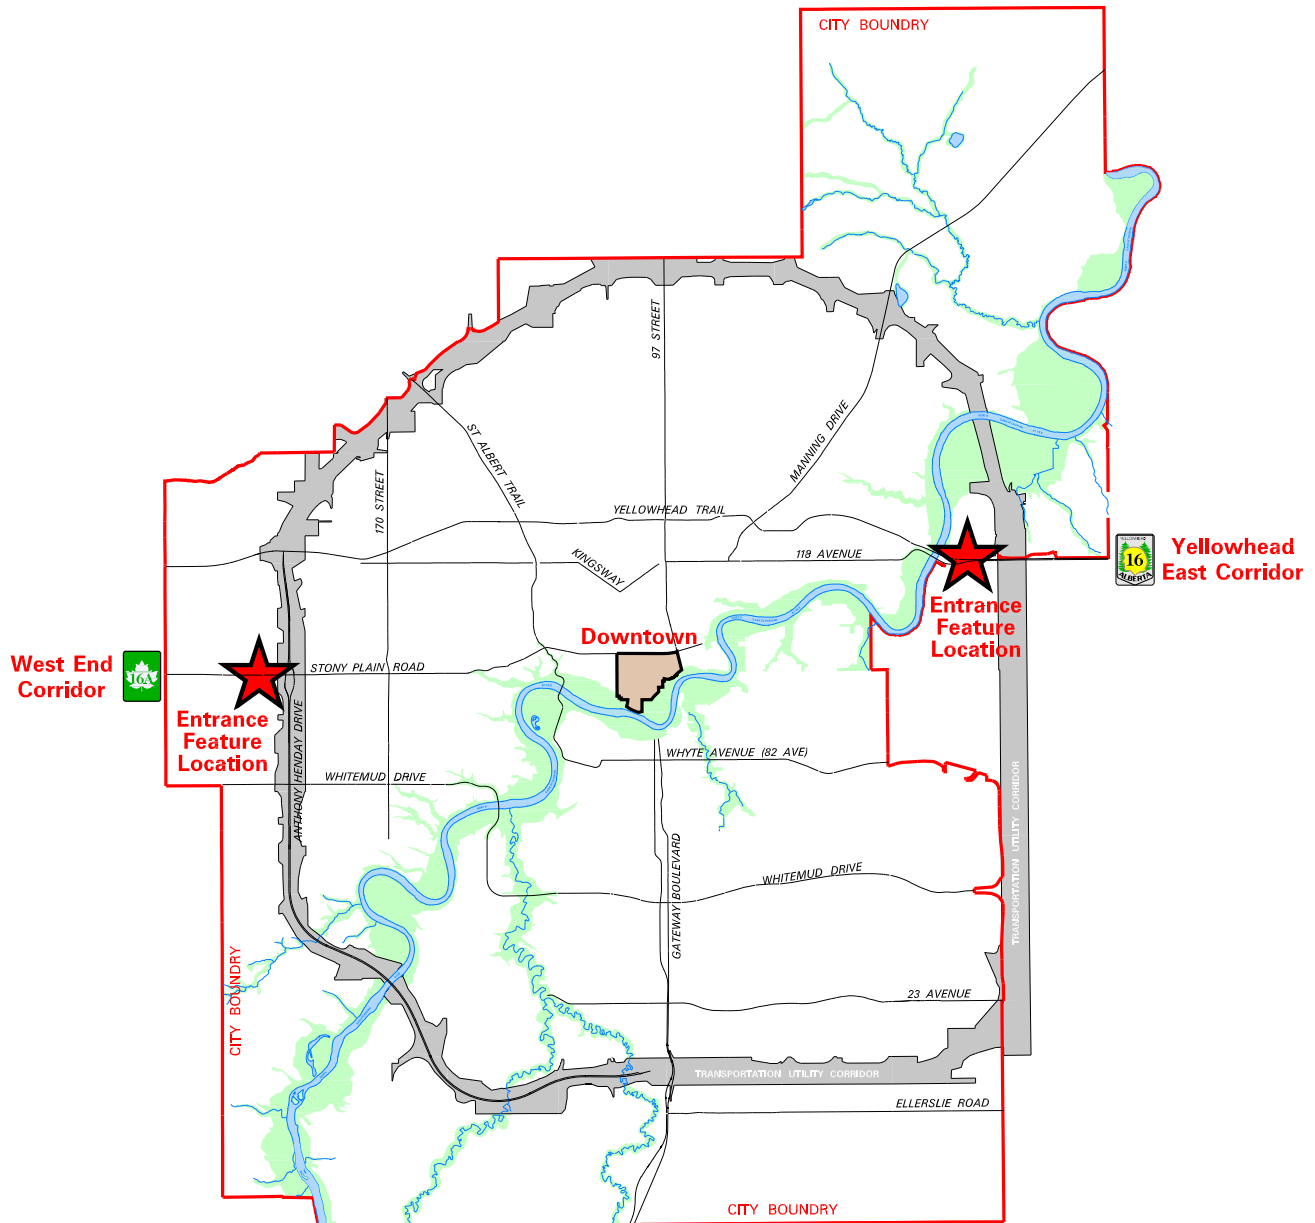 CITY BOUNDRY
97 STREET
MANNING DRIVE
ST ALBERT TRAIL
170 STREET
YELLOWHEAD TRAIL
118 AVENUE
KINGSWAY
YELLOWHEAD
16
ALBERTA
Yellowhead
East Corridor
Entrance
Feature
Location
Downtown
West End
Corridor
16A
STONY PLAIN ROAD
Entrance
Feature
Location
ANTHONY HENDAY DRIVE
WHITEMUD DRIVE
WHYTE AVENUE (82 AVE)
GATEWAY BOULEVARD
WHITEMUD DRIVE
TRANSPORTATION UTILITY CORRIDOR
CITY BOUNDRY
23 AVENUE
TRANSPORTATION UTILITY CORRIDOR
ELLERSLIE ROAD
CITY BOUNDRY